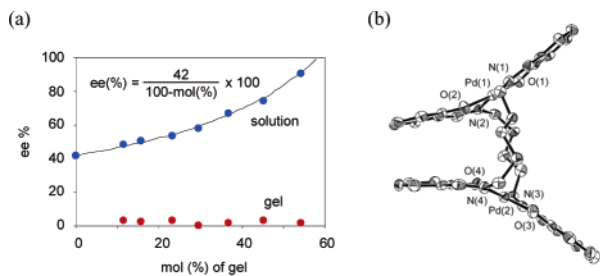 (a)
100
80
60
40
20
0
ee %
ee(%) = 42 / 100-mol(%) x 100
solution
gel
0
20
40
60
mol (%) of gel
(b)
N(1)
Pd(1)
O(1)
O(2)
N(2)
O(4)
N(3)
N(4)
Pd(2)
O(3)